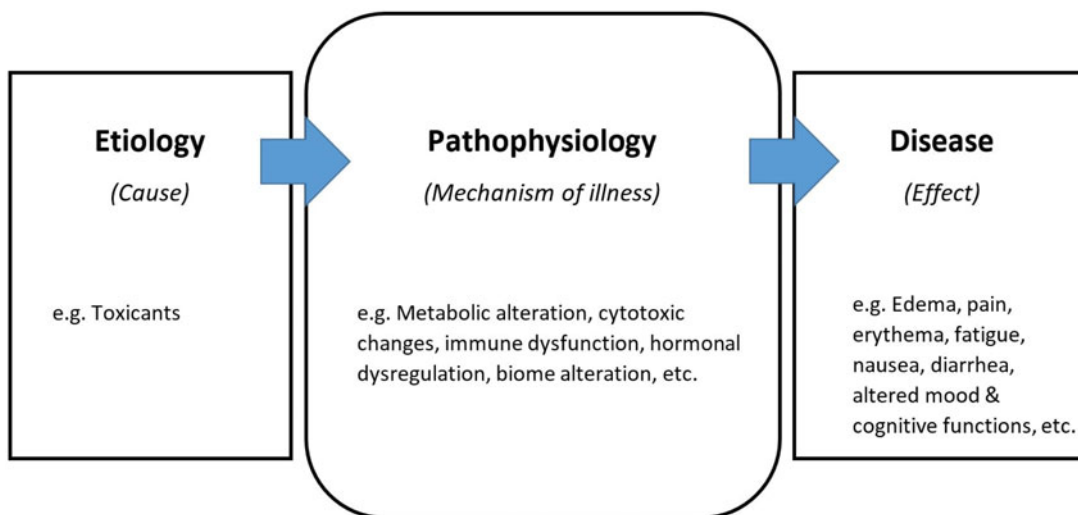 Etiology
(Cause)
e.g. Toxicants
Pathophysiology
(Mechanism of illness)
e.g. Metabolic alteration, cytotoxic
changes, immune dysfunction, hormonal
dysregulation, biome alteration, etc.
Disease
(Effect)
e.g. Edema, pain,
erythema, fatigue,
nausea, diarrhea,
altered mood &
cognitive functions, etc.